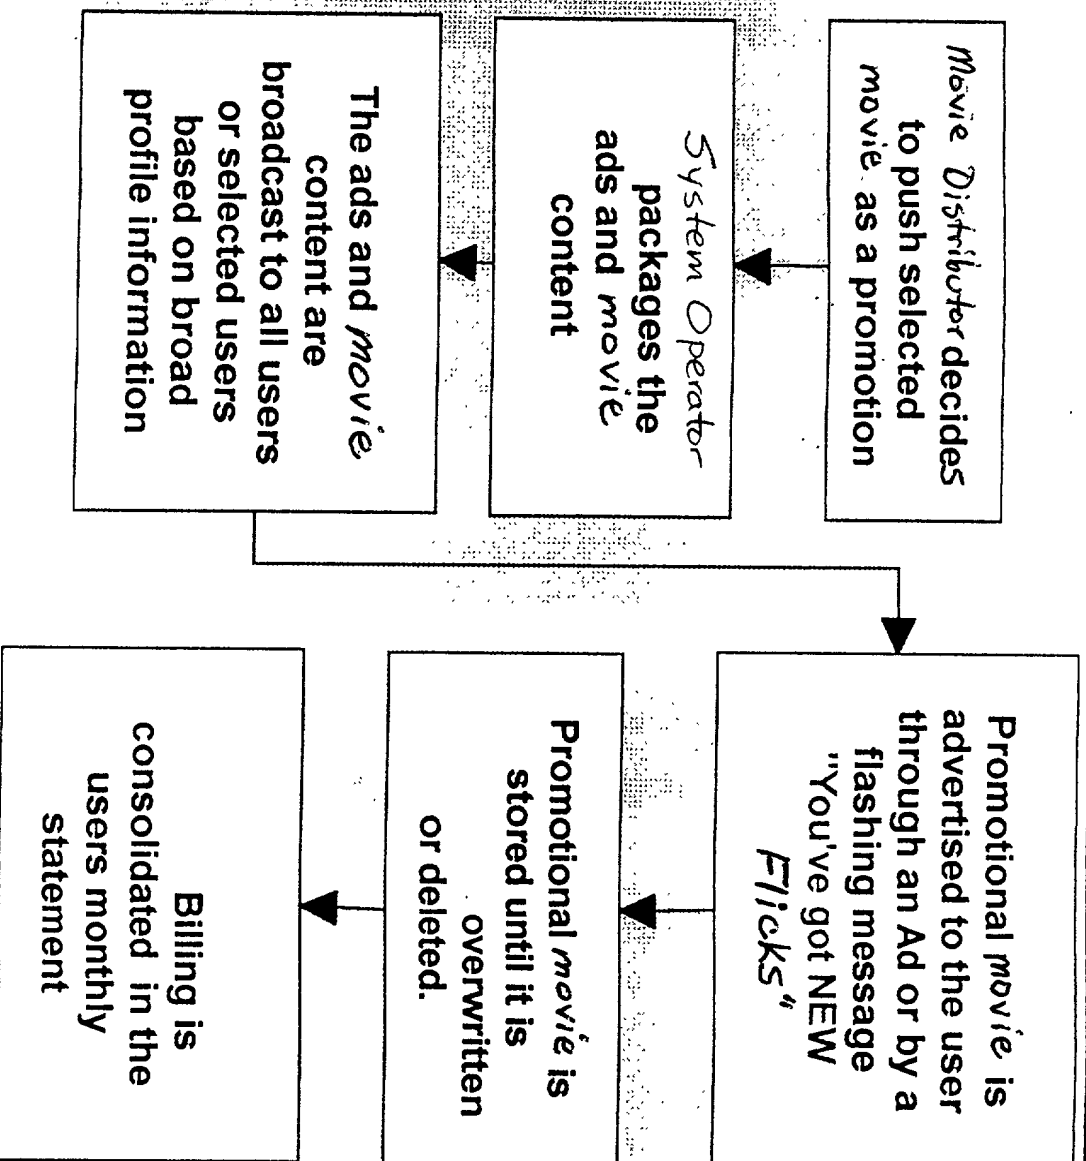 Movie Distributor decides
to push selected
movie as a promotion
System Operator
packages the
ads and movie
content
The ads and movie
content are
broadcast to all users
or selected users
based on broad
profile information
Promotional movie is
advertised to the user
through an Ad or by a
flashing message
"You've got NEW
Flicks"
Promotional movie is
stored until it is
overwritten
or deleted.
Billing is
consolidated in the
users monthly
statement